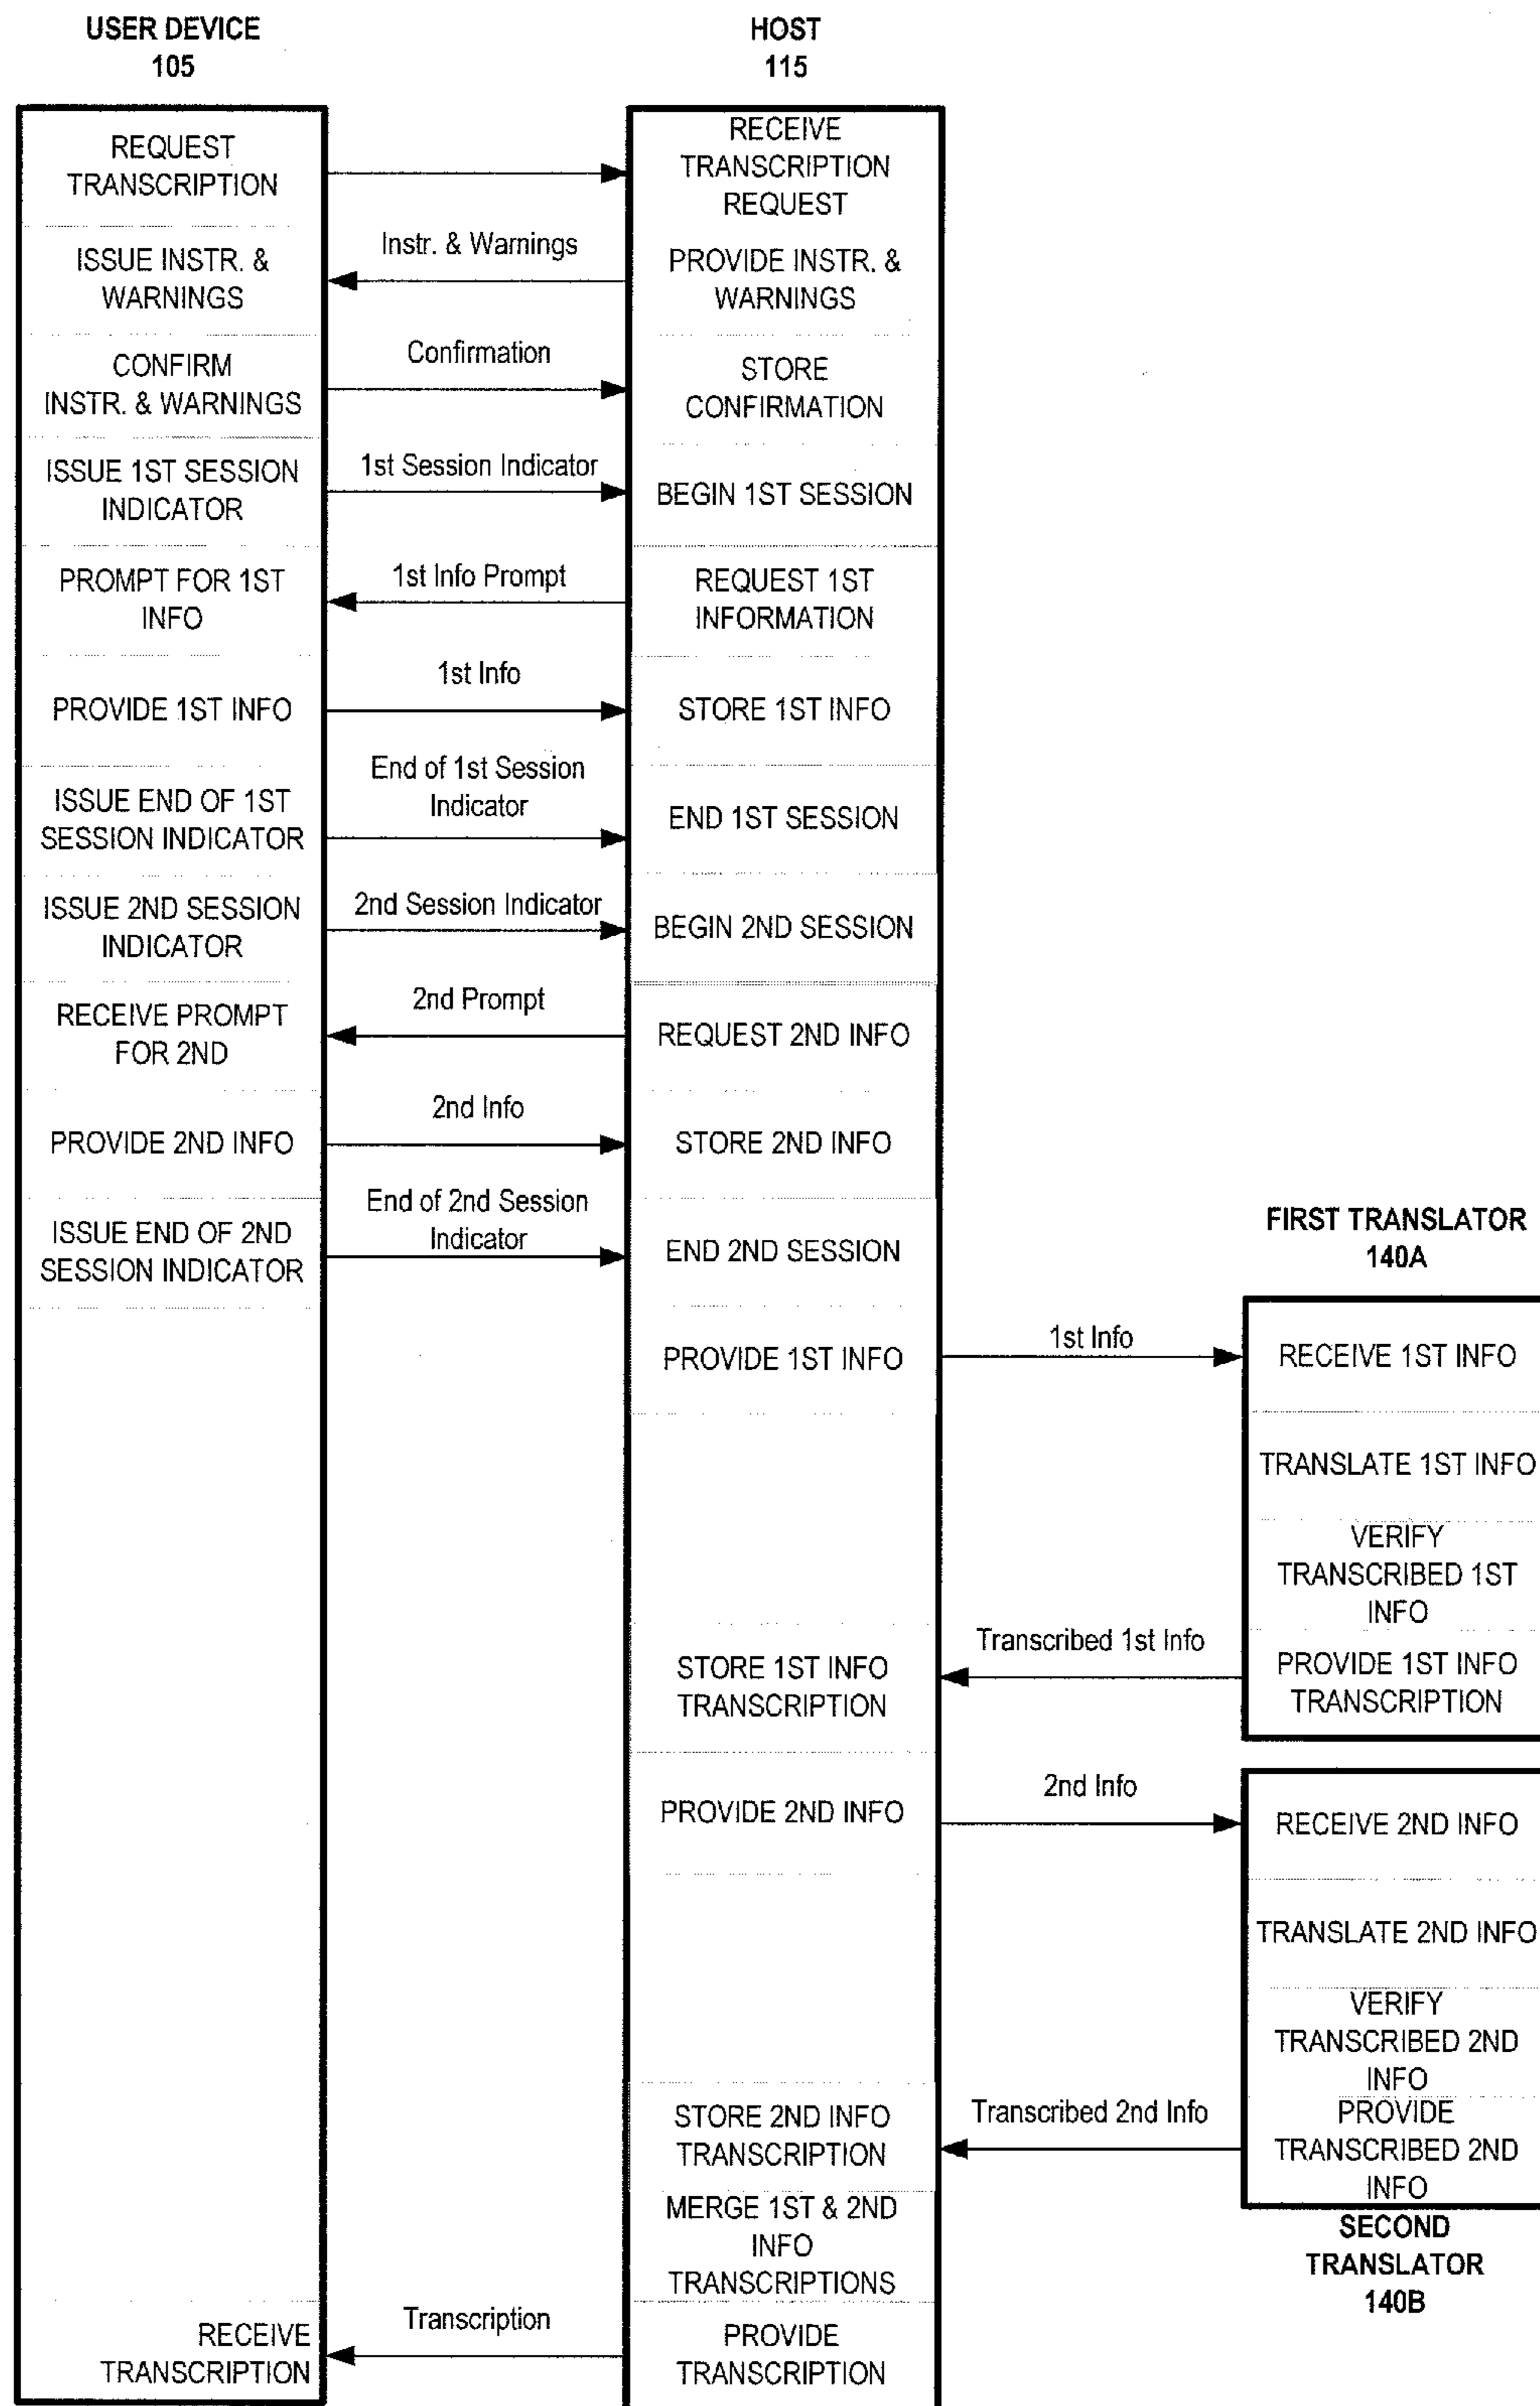 USER DEVICE
105
HOST
115
REQUEST
TRANSCRIPTION
RECEIVE
TRANSCRIPTION
REQUEST
ISSUE INSTR. &
WARNINGS
Instr. & Warnings
PROVIDE INSTR. &
WARNINGS
CONFIRM
INSTR. & WARNINGS
Confirmation
STORE
CONFIRMATION
ISSUE 1ST SESSION
INDICATOR
1st Session Indicator
BEGIN 1ST SESSION
PROMPT FOR 1ST
INFO
1st Info Prompt
REQUEST 1ST
INFORMATION
PROVIDE 1ST INFO
1st Info
STORE 1ST INFO
ISSUE END OF 1ST
SESSION INDICATOR
End of 1st Session
Indicator
END 1ST SESSION
ISSUE 2ND SESSION
INDICATOR
2nd Session Indicator
BEGIN 2ND SESSION
RECEIVE PROMPT
FOR 2ND
2nd Prompt
REQUEST 2ND INFO
PROVIDE 2ND INFO
2nd Info
STORE 2ND INFO
ISSUE END OF 2ND
SESSION INDICATOR
End of 2nd Session
Indicator
END 2ND SESSION
FIRST TRANSLATOR
140A
PROVIDE 1ST INFO
1st Info
RECEIVE 1ST INFO
TRANSLATE 1ST INFO
VERIFY
TRANSCRIBED 1ST
INFO
STORE 1ST INFO
TRANSCRIPTION
Transcribed 1st Info
PROVIDE 1ST INFO
TRANSCRIPTION
PROVIDE 2ND INFO
2nd Info
RECEIVE 2ND INFO
TRANSLATE 2ND INFO
VERIFY
TRANSCRIBED 2ND
INFO
STORE 2ND INFO
TRANSCRIPTION
Transcribed 2nd Info
PROVIDE
TRANSCRIBED 2ND
INFO
MERGE 1ST & 2ND
INFO
TRANSCRIPTIONS
SECOND
TRANSLATOR
140B
RECEIVE
TRANSCRIPTION
Transcription
PROVIDE
TRANSCRIPTION